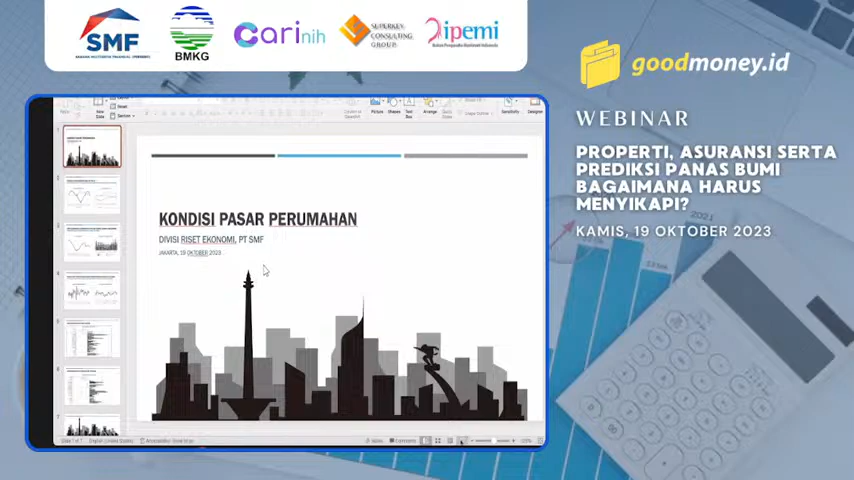 SMF
BMKG
carinih
SUPERKEY
CONSULTING
GROUP
ipemi
goodmoney.id
WEBINAR
PROPERTI, ASURANSI SERTA
PREDIKSI PANAS BUMI
BAGAIMANA HARUS
MENYIKAPI?
KAMIS, 19 OKTOBER 2023
KONDISI PASAR PERUMAHAN
DIVISI RISET EKONOMI, PT SMF
JAKARTA, 19 OKTOBER 2023
2021